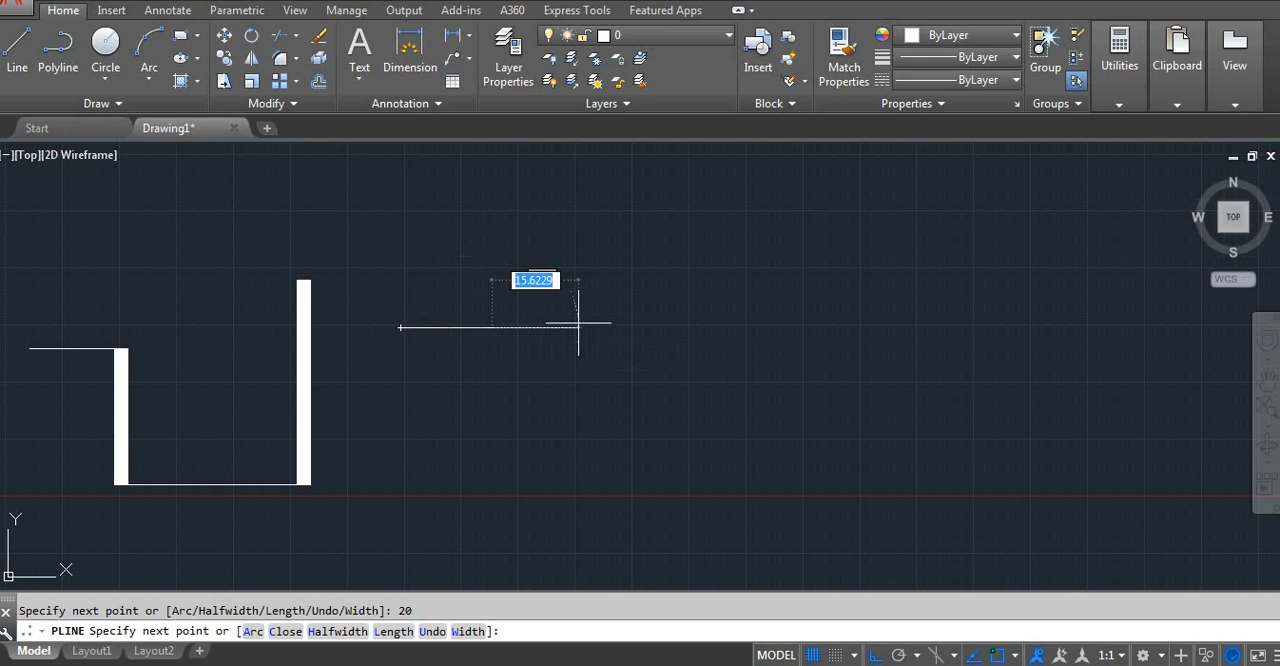 Home Insert Annotate Parametric View Manage Output Add-ins A360 Express Tools Featured Apps
Line Polyline Circle Arc Text Dimension Layer Properties 0 Insert Match Properties ByLayer ByLayer ByLayer Group Utilities Clipboard View
Draw Modify Annotation Layers Block Properties Groups
Start Drawing1*
[−][Top][2D Wireframe]
N
W TOP E
S
WCS
15.6229
Y
X
Specify next point or [Arc/Halfwidth/Length/Undo/Width]: 20
PLINE Specify next point or [Arc Close Halfwidth Length Undo Width]:
Model Layout1 Layout2 + MODEL 1:1